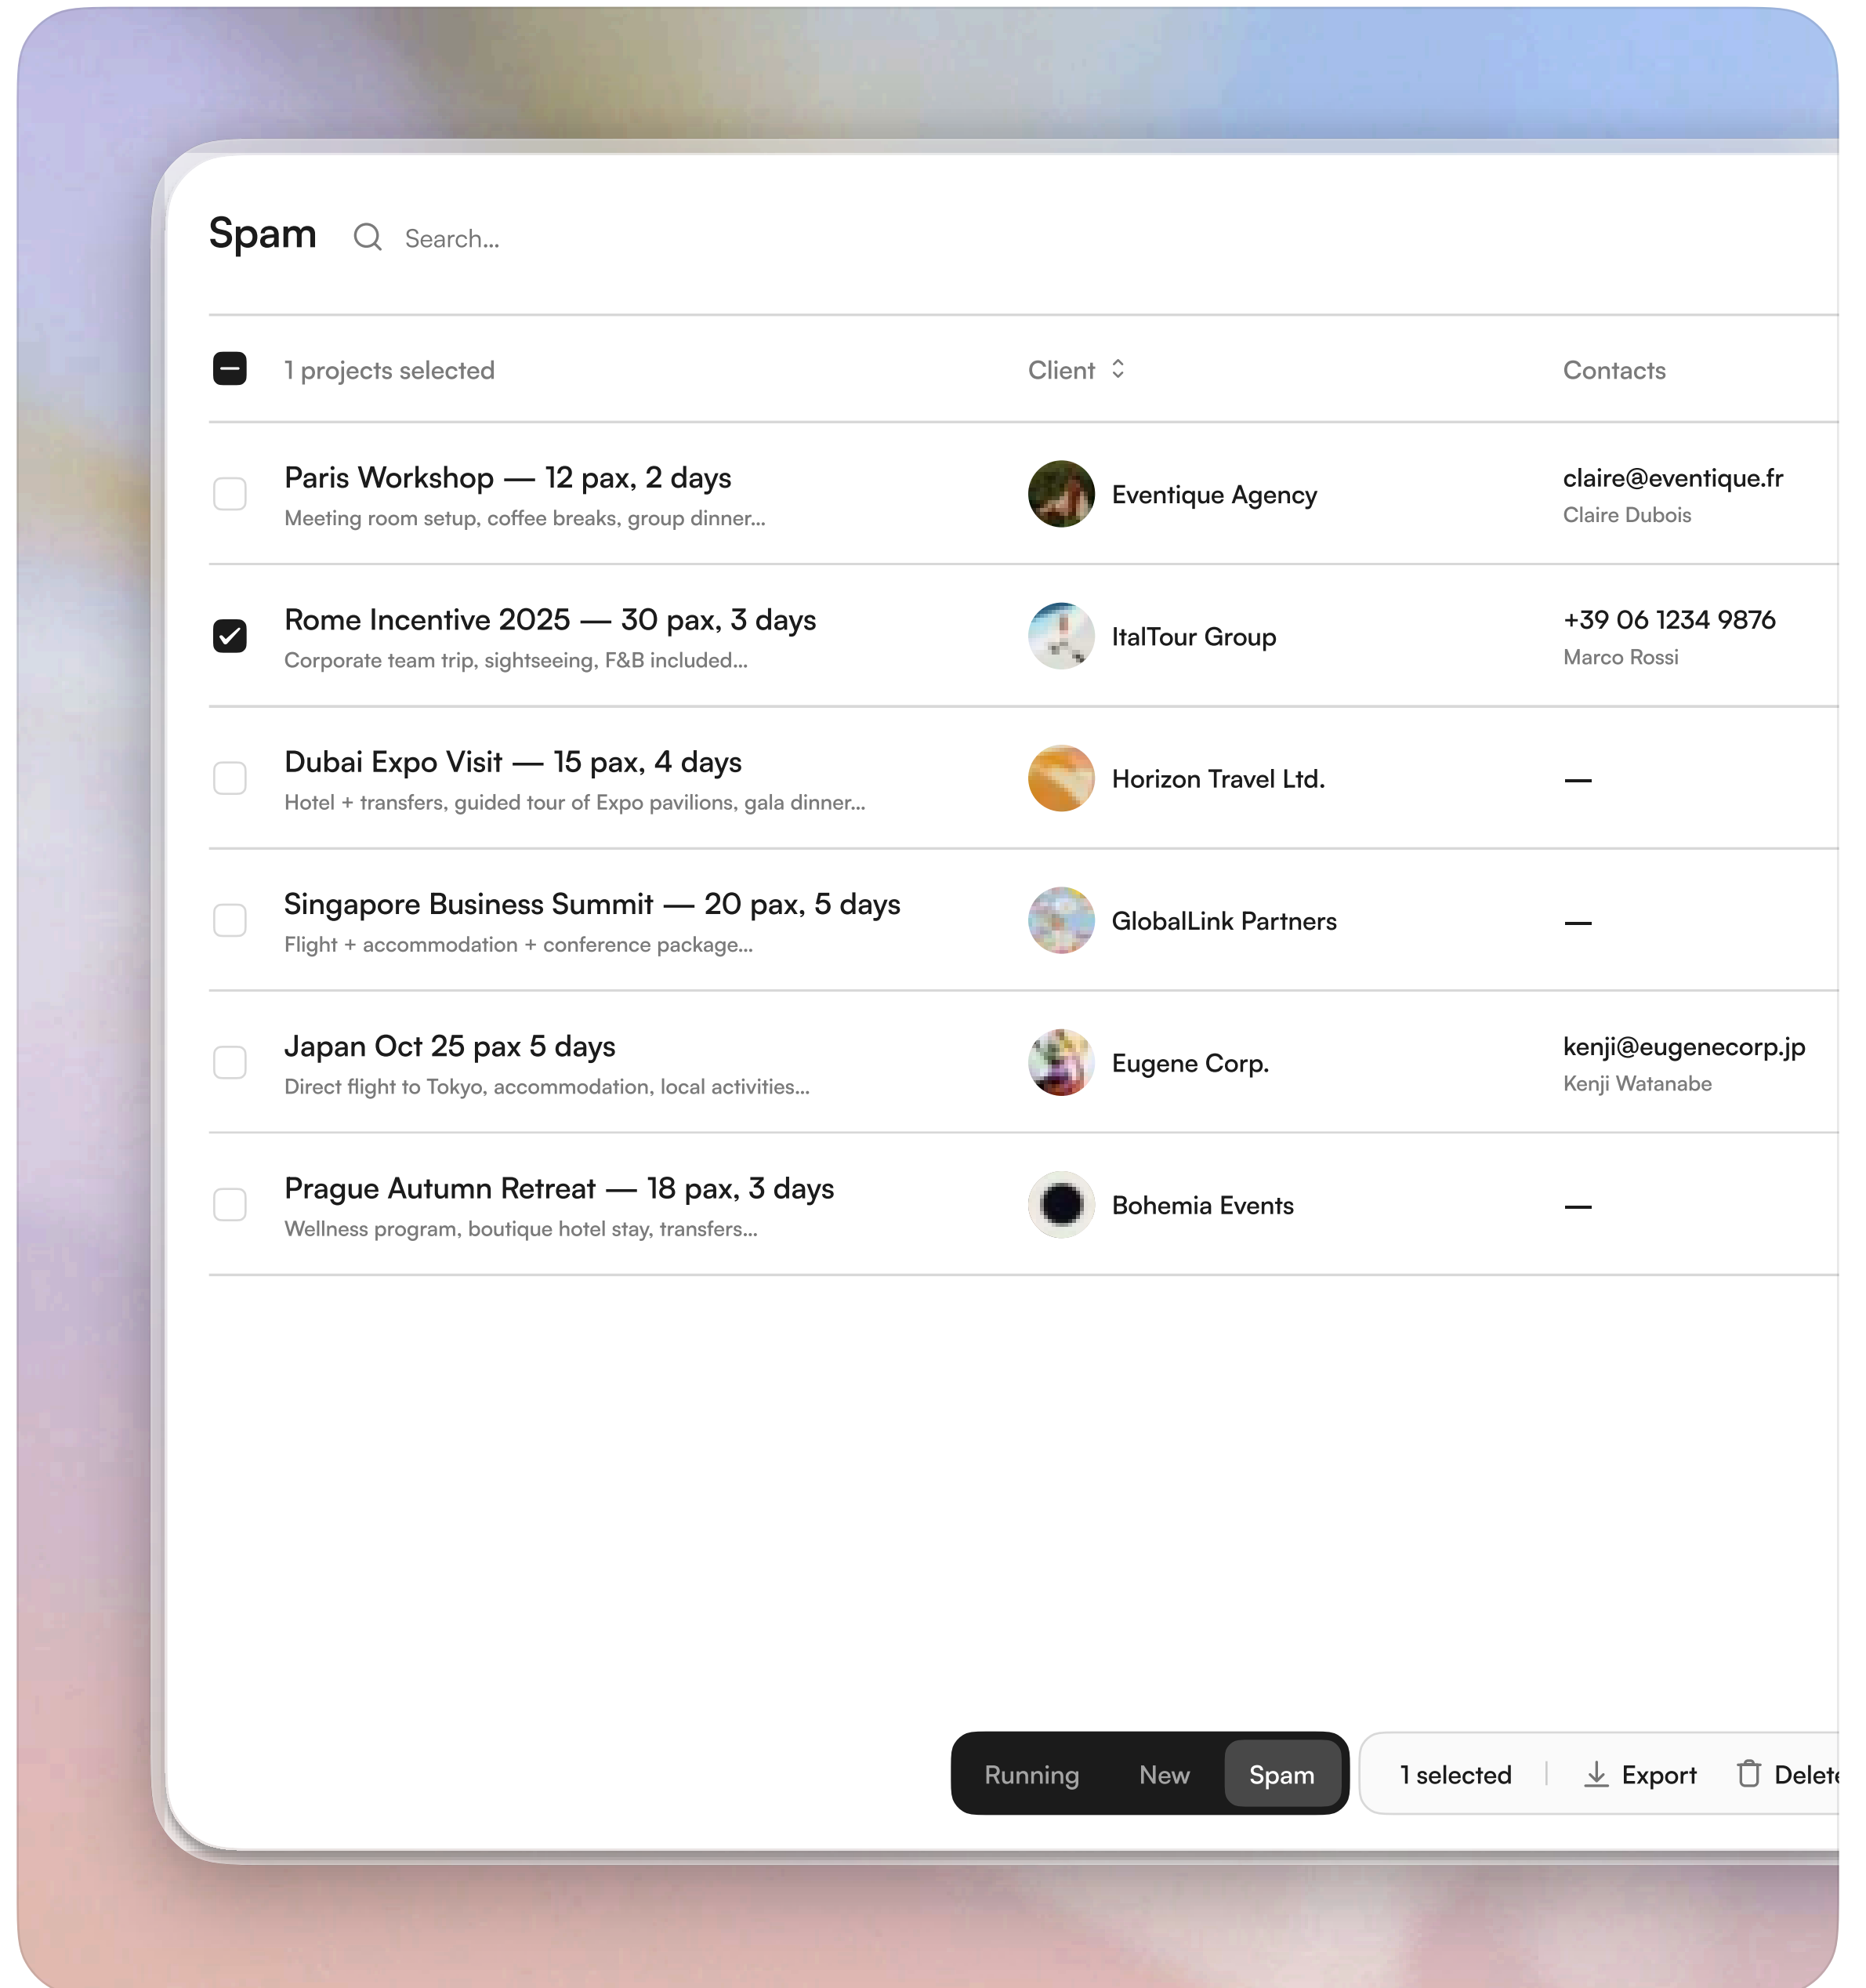 Spam
Search...
1 projects selected
Client
Contacts
Paris Workshop — 12 pax, 2 days
Meeting room setup, coffee breaks, group dinner...
Eventique Agency
claire@eventique.fr
Claire Dubois
Rome Incentive 2025 — 30 pax, 3 days
Corporate team trip, sightseeing, F&B included...
ItalTour Group
+39 06 1234 9876
Marco Rossi
Dubai Expo Visit — 15 pax, 4 days
Hotel + transfers, guided tour of Expo pavilions, gala dinner...
Horizon Travel Ltd.
—
Singapore Business Summit — 20 pax, 5 days
Flight + accommodation + conference package...
GlobalLink Partners
—
Japan Oct 25 pax 5 days
Direct flight to Tokyo, accommodation, local activities...
Eugene Corp.
kenji@eugenecorp.jp
Kenji Watanabe
Prague Autumn Retreat — 18 pax, 3 days
Wellness program, boutique hotel stay, transfers...
Bohemia Events
—
Running
New
Spam
1 selected
Export
Delete